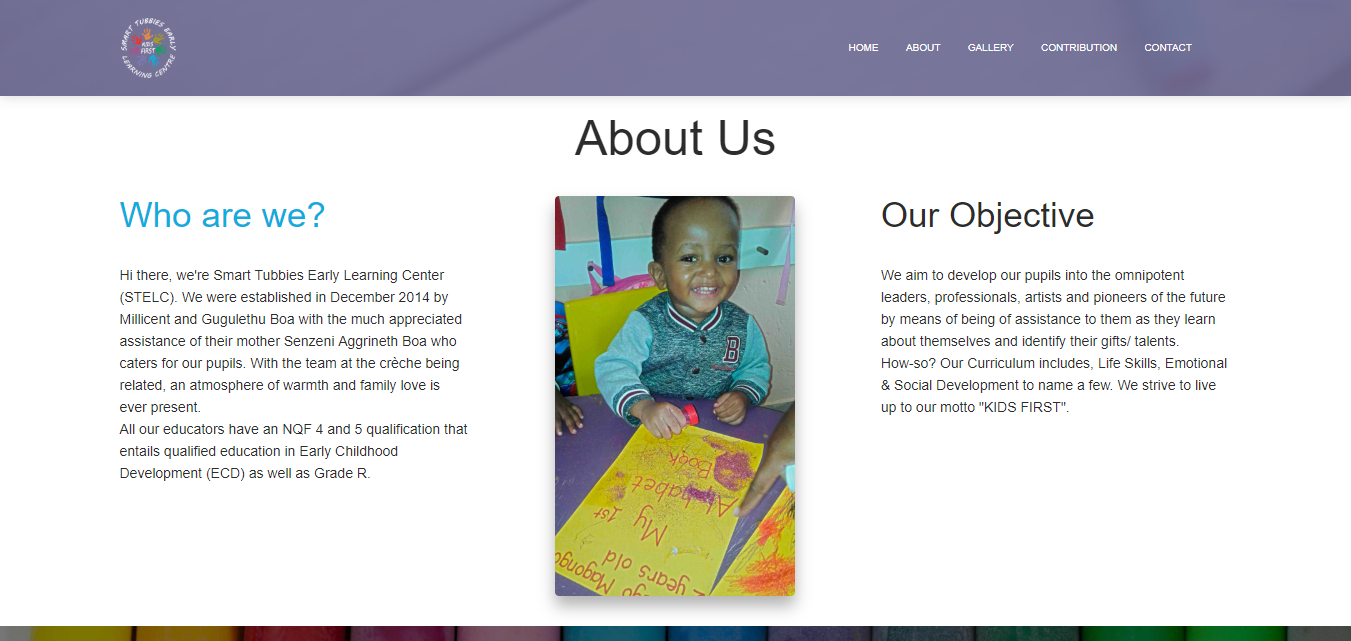 SMART TUBBIES EARLY LEARNING CENTRE
KIDS
FIRST
HOME ABOUT GALLERY CONTRIBUTION CONTACT
About Us
Who are we?
Hi there, we're Smart Tubbies Early Learning Center
(STELC). We were established in December 2014 by
Millicent and Gugulethu Boa with the much appreciated
assistance of their mother Senzeni Aggrineth Boa who
caters for our pupils. With the team at the crèche being
related, an atmosphere of warmth and family love is
ever present.
All our educators have an NQF 4 and 5 qualification that
entails qualified education in Early Childhood
Development (ECD) as well as Grade R.
B
My 1st
Alphabet
Book
Magongo
years old
Our Objective
We aim to develop our pupils into the omnipotent
leaders, professionals, artists and pioneers of the future
by means of being of assistance to them as they learn
about themselves and identify their gifts/ talents.
How-so? Our Curriculum includes, Life Skills, Emotional
& Social Development to name a few. We strive to live
up to our motto "KIDS FIRST".